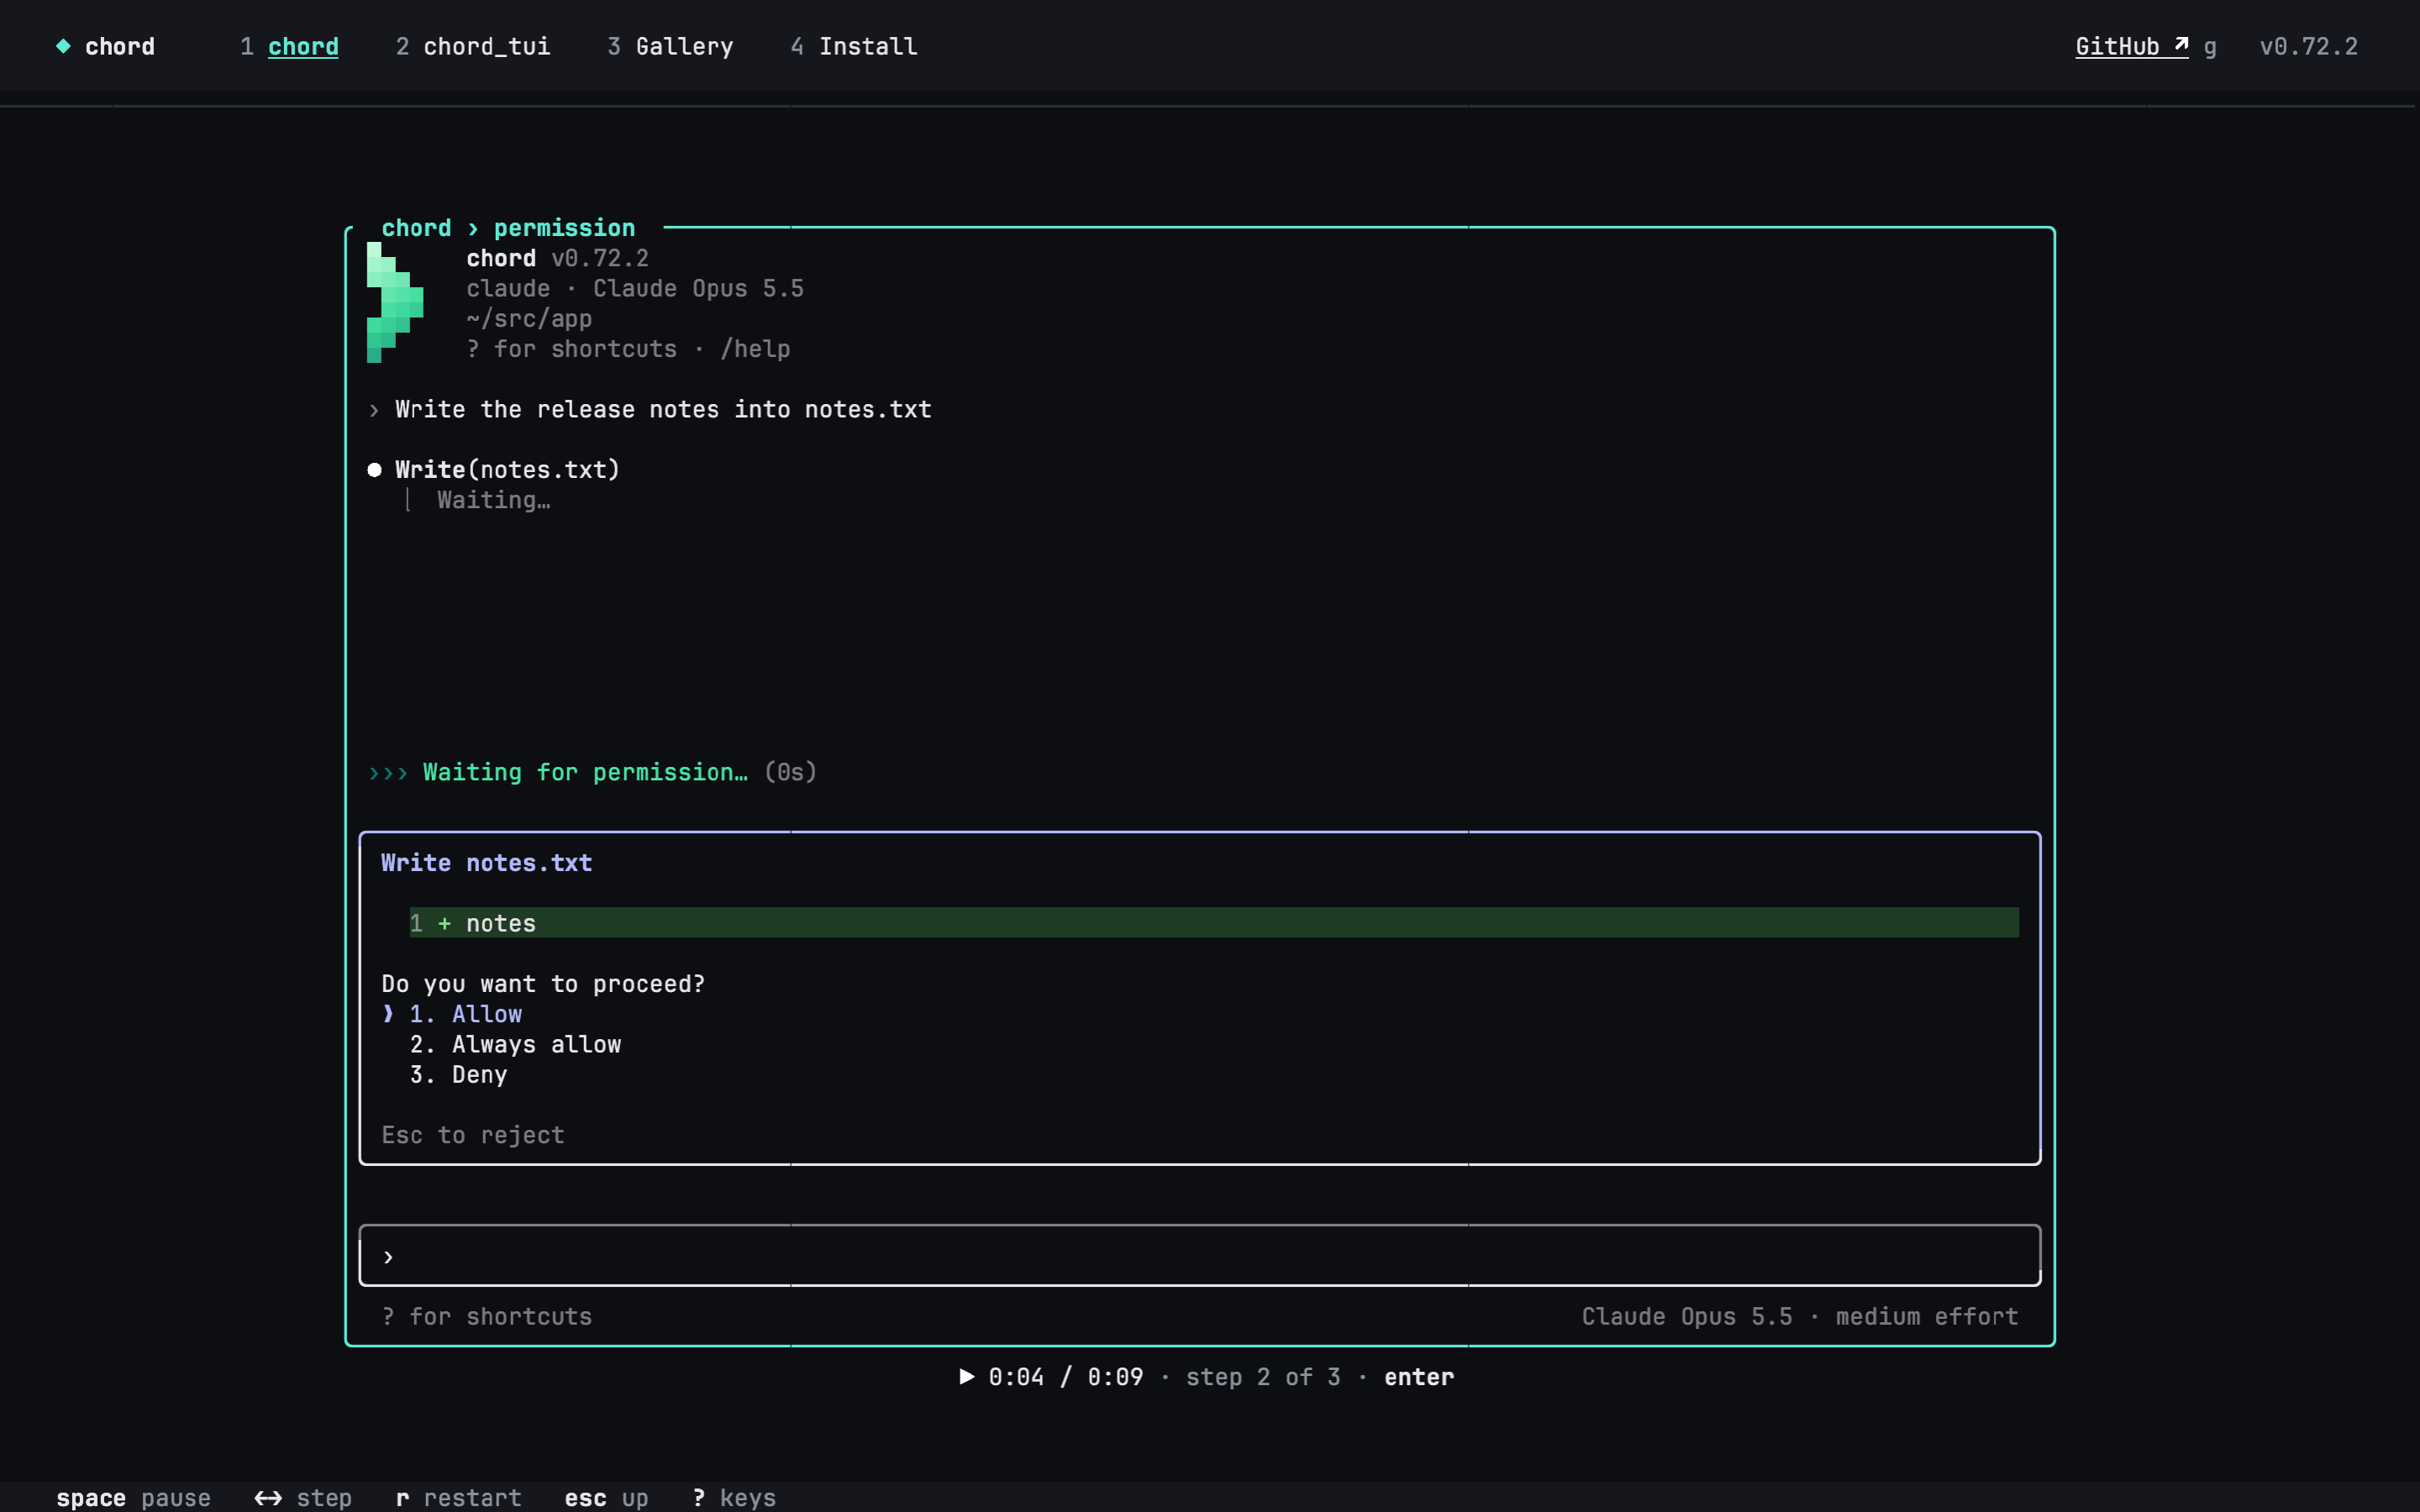 ◆ chord 1 chord 2 chord_tui 3 Gallery 4 Install GitHub ↗ g v0.72.2
chord › permission
chord v0.72.2
claude · Claude Opus 5.5
~/src/app
? for shortcuts · /help
› Write the release notes into notes.txt
● Write(notes.txt)
⎣ Waiting…
››› Waiting for permission… (0s)
Write notes.txt
1 + notes
Do you want to proceed?
❱ 1. Allow
2. Always allow
3. Deny
Esc to reject
›
? for shortcuts Claude Opus 5.5 · medium effort
▶ 0:04 / 0:09 · step 2 of 3 · enter
space pause ↔ step r restart esc up ? keys